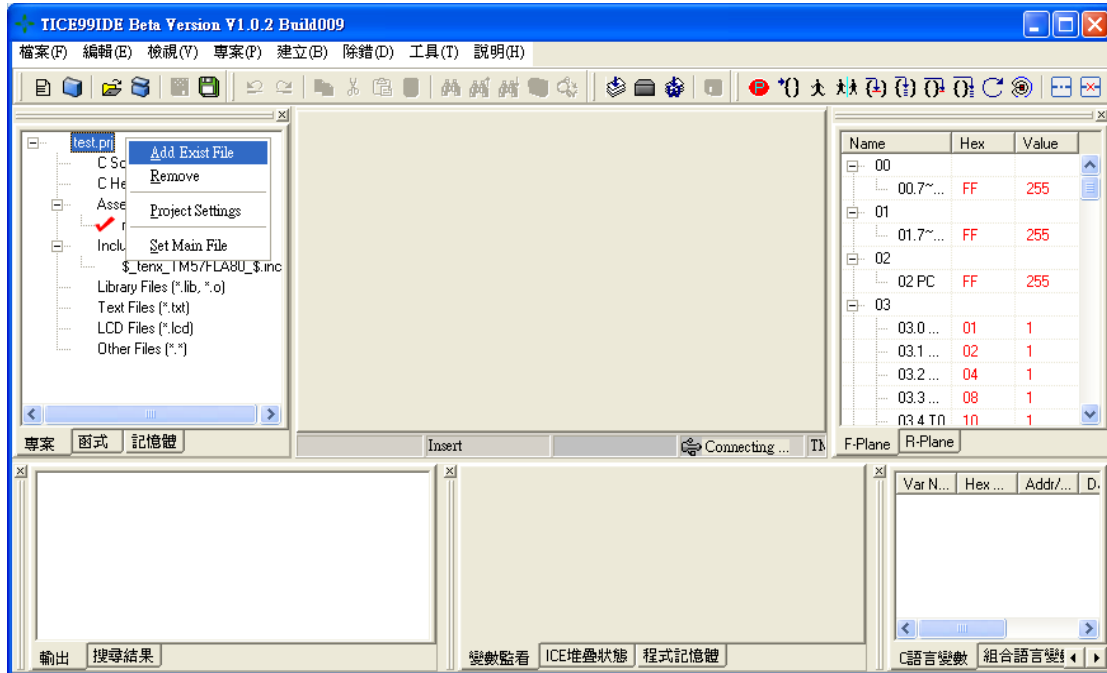 TICE99IDE Beta Version V1.0.2 Build009
檔案(F) 編輯(E) 檢視(V) 專案(P) 建立(B) 除錯(D) 工具(T) 說明(H)
test.prj
Add Exist File
Remove
Project Settings
Set Main File
C Sc
C He
Asse
Inclu
$_tenx_TM57FLA80_$.inc
Library Files (*.lib, *.o)
Text Files (*.txt)
LCD Files (*.lcd)
Other Files (*.*)
專案 函式 記憶體
Insert Connecting ...
Name Hex Value
00
00.7~... FF 255
01
01.7~... FF 255
02
02 PC FF 255
03
03.0 ... 01 1
03.1 ... 02 1
03.2 ... 04 1
03.3 ... 08 1
03.4 T0 10 1
F-Plane R-Plane
輸出 搜尋結果
變數監看 ICE堆疊狀態 程式記憶體
Var N... Hex ... Addr/... D
C語言變數 組合語言變